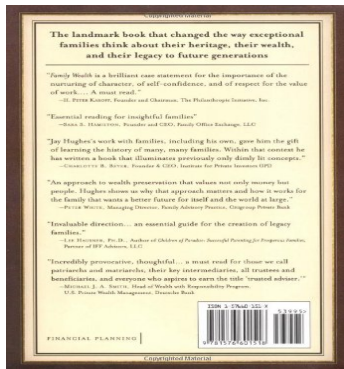 Copyrighted Material
The landmark book that changed the way exceptional
families think about their heritage, their wealth,
and their legacy to future generations
"Family Wealth is a brilliant case statement for the importance of the
nurturing of character, of self-confidence, and of respect for the value
of work.... A must read."
—H. Peter Karoff, Founder and Chairman, The Philanthropic Initiative, Inc.
"Essential reading for insightful families"
—Sara S. Hamilton, Founder and CEO, Family Office Exchange, LLC
"Jay Hughes's work with families, including his own, gave him the gift
of learning the history of many, many families. Within that context he
has written a book that illuminates previously only dimly lit concepts."
—Charlotte B. Beyer, Founder & CEO, Institute for Private Investors (IPI)
"An approach to wealth preservation that values not only money but
people. Hughes shows us why that approach matters and how it works for
the family that wants a better future for itself and the world at large."
—Peter White, Managing Director, Family Advisory Practice, Citigroup Private Bank
"Invaluable direction... an essential guide for the creation of legacy
families."
—Lee Hausner, Ph.D., Author of Children of Paradise: Successful Parenting for Prosperous Families,
Partner of IFF Advisors, LLC
"Incredibly provocative, thoughtful... a must read for those we call
patriarchs and matriarchs, their key intermediaries, all trustees and
beneficiaries, and everyone who aspires to earn the title 'trusted adviser.'"
—Michael J. A. Smith, Head of Wealth with Responsibility Program,
U.S. Private Wealth Management, Deutsche Bank
ISBN 1-57660-151-X
53995
9 781576 601518
FINANCIAL PLANNING
Copyrighted Material